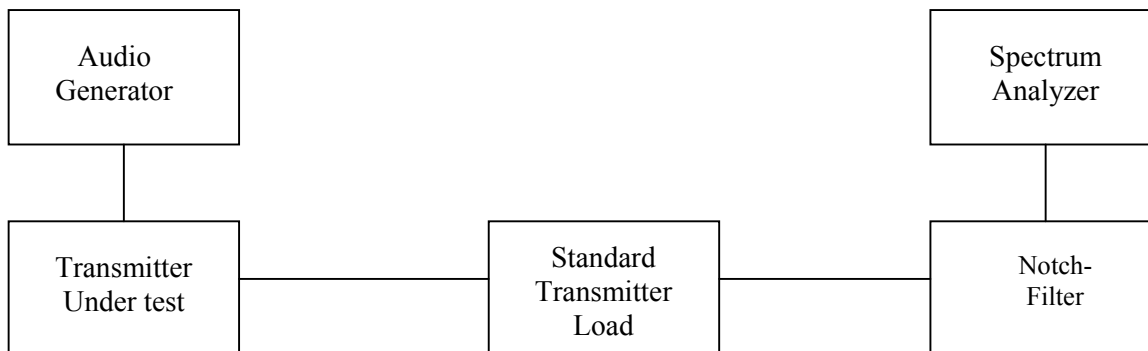 Audio
Generator
Spectrum
Analyzer
Transmitter
Under test
Standard
Transmitter
Load
Notch-
Filter